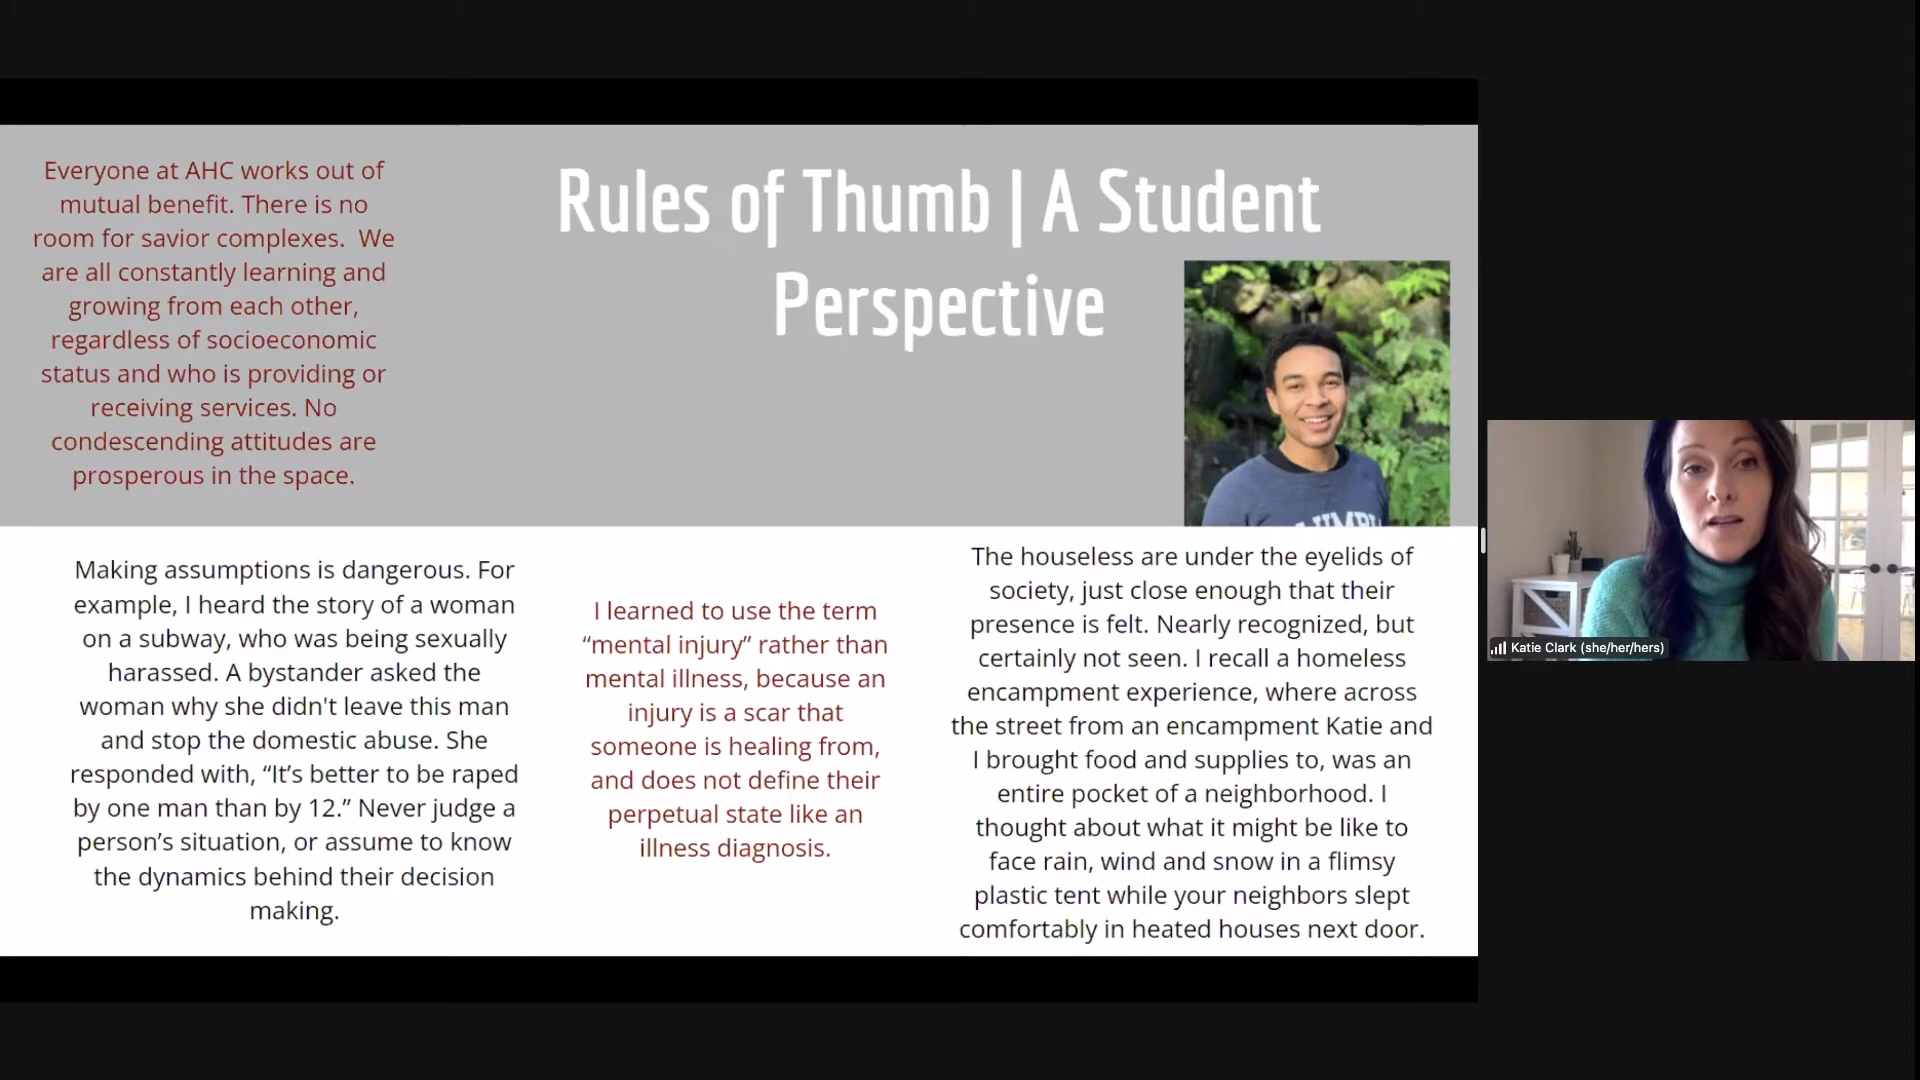 Everyone at AHC works out of
mutual benefit. There is no
room for savior complexes. We
are all constantly learning and
growing from each other,
regardless of socioeconomic
status and who is providing or
receiving services. No
condescending attitudes are
prosperous in the space.
Rules of Thumb | A Student
Perspective
Making assumptions is dangerous. For
example, I heard the story of a woman
on a subway, who was being sexually
harassed. A bystander asked the
woman why she didn't leave this man
and stop the domestic abuse. She
responded with, “It’s better to be raped
by one man than by 12.” Never judge a
person’s situation, or assume to know
the dynamics behind their decision
making.
I learned to use the term
“mental injury” rather than
mental illness, because an
injury is a scar that
someone is healing from,
and does not define their
perpetual state like an
illness diagnosis.
The houseless are under the eyelids of
society, just close enough that their
presence is felt. Nearly recognized, but
certainly not seen. I recall a homeless
encampment experience, where across
the street from an encampment Katie and
I brought food and supplies to, was an
entire pocket of a neighborhood. I
thought about what it might be like to
face rain, wind and snow in a flimsy
plastic tent while your neighbors slept
comfortably in heated houses next door.
Katie Clark (she/her/hers)